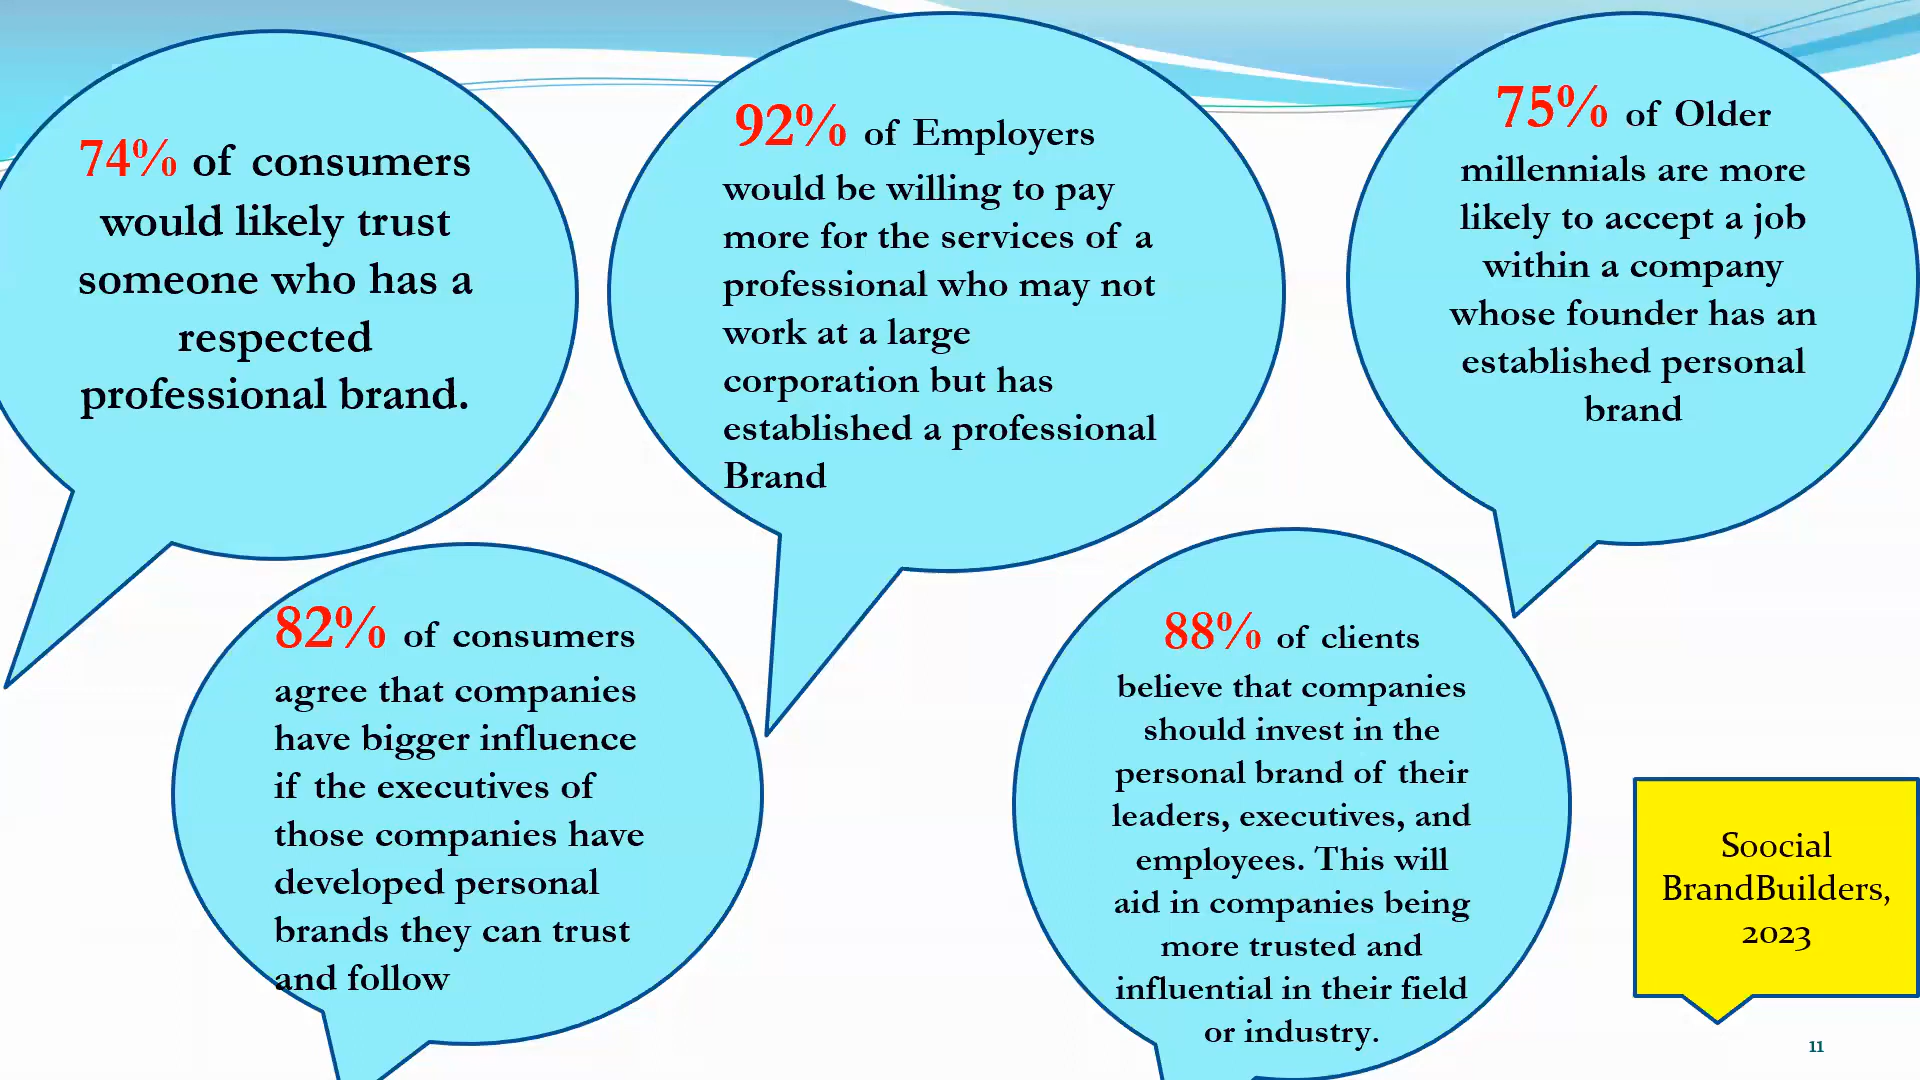 74% of consumers
would likely trust
someone who has a
respected
professional brand.
92% of Employers
would be willing to pay
more for the services of a
professional who may not
work at a large
corporation but has
established a professional
Brand
75% of Older
millennials are more
likely to accept a job
within a company
whose founder has an
established personal
brand
82% of consumers
agree that companies
have bigger influence
if the executives of
those companies have
developed personal
brands they can trust
and follow
88% of clients
believe that companies
should invest in the
personal brand of their
leaders, executives, and
employees. This will
aid in companies being
more trusted and
influential in their field
or industry.
Soocial
BrandBuilders,
2023
11